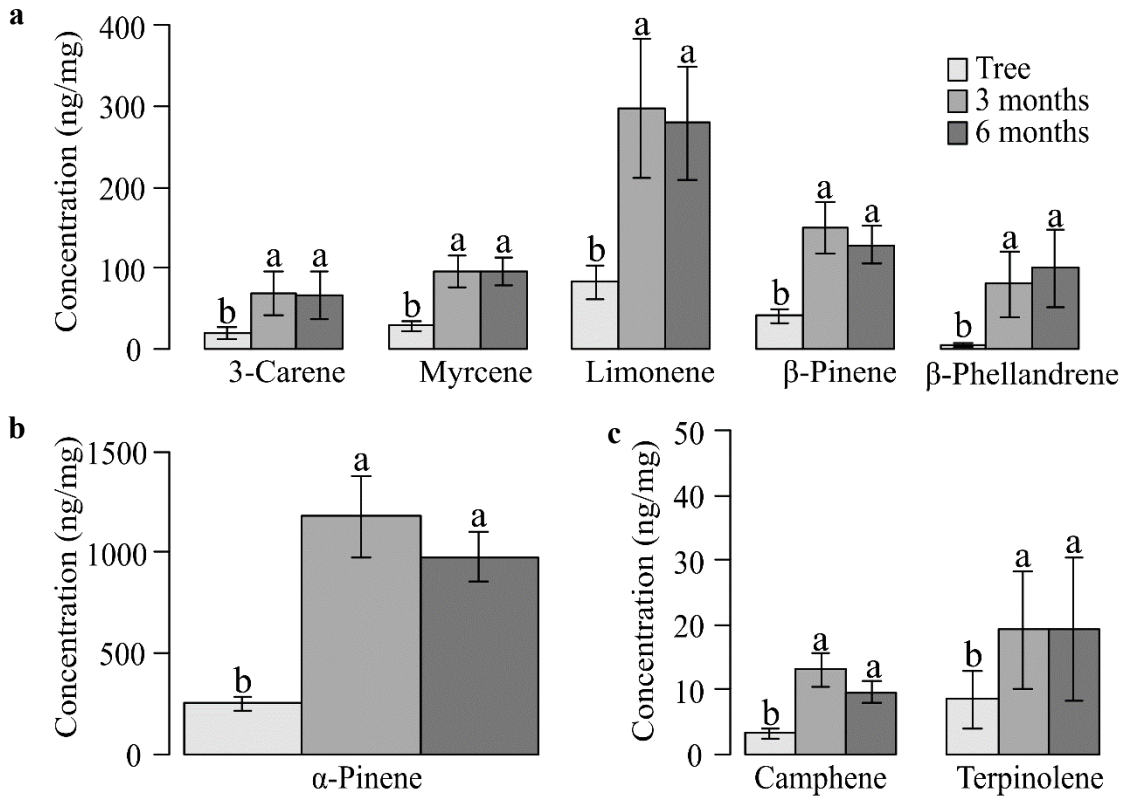 a
Concentration (ng/mg)
400
300
200
100
0
b a a
b a a
b a a
b a a
b a a
3-Carene Myrcene Limonene β-Pinene β-Phellandrene
Tree
3 months
6 months
b
Concentration (ng/mg)
1500
1000
500
0
b a a
α-Pinene
c
Concentration (ng/mg)
50
40
30
20
10
0
b a a
b a a
Camphene Terpinolene